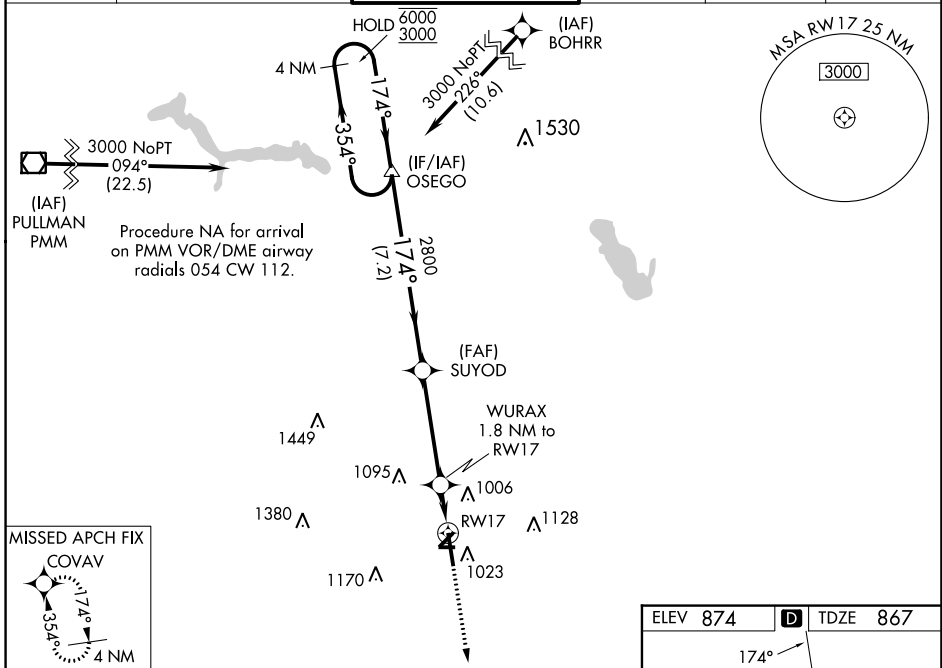 HOLD 6000
3000
4 NM
174°
354°
(IAF)
BOHRR
3000 NoPT
226°
(10.6)
MSA RW17 25 NM
3000
1530
3000 NoPT
094°
(22.5)
(IAF)
PULLMAN
PMM
(IF/IAF)
OSEGO
Procedure NA for arrival
on PMM VOR/DME airway
radials 054 CW 112.
2800
174°
(7.2)
(FAF)
SUYOD
WURAX
1.8 NM to
RW17
1449
1095
1006
1380
RW17
1128
4
1023
1170
MISSED APCH FIX
COVAV
174°
354°
4 NM
ELEV 874
D
TDZE 867
174°